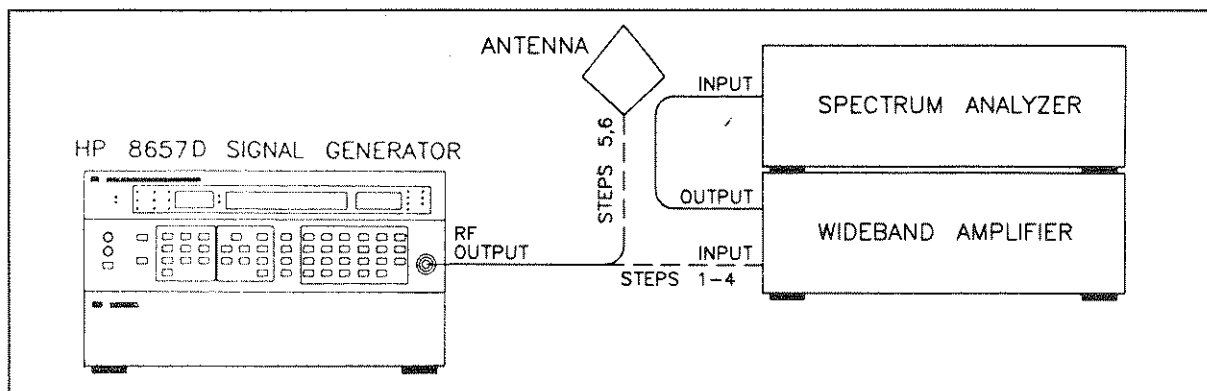 ANTENNA
INPUT
SPECTRUM ANALYZER
HP 8657D SIGNAL GENERATOR
STEPS 5,6
OUTPUT
WIDEBAND AMPLIFIER
RF
OUTPUT
INPUT
STEPS 1-4